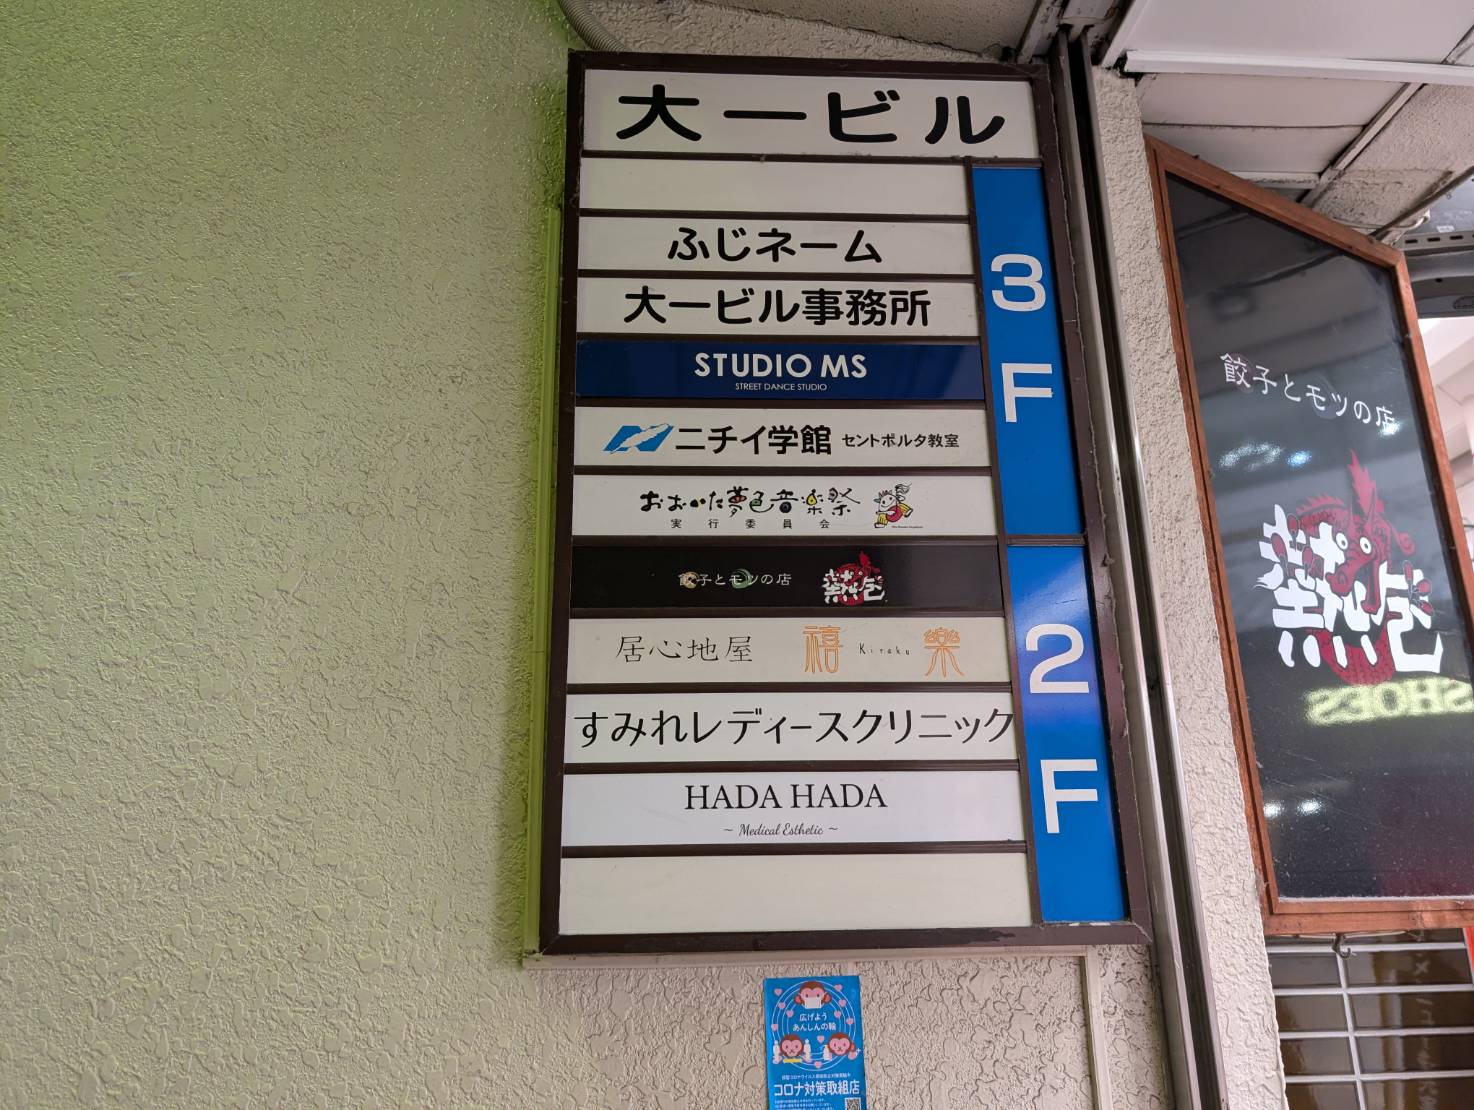 大一ビル
ふじネーム
大一ビル事務所
STUDIO MS
STREET DANCE STUDIO
ニチイ学館 セントポルタ教室
おおいた夢色音楽祭
実行委員会
3F
餃子とモツの店 熱虎
居心地屋 禧 Kiraku 樂
すみれレディースクリニック
HADA HADA
~ Medical Esthetic ~
2F
餃子とモツの店
SHOES
広げよう
あんしんの輪
コロナ対策取組店